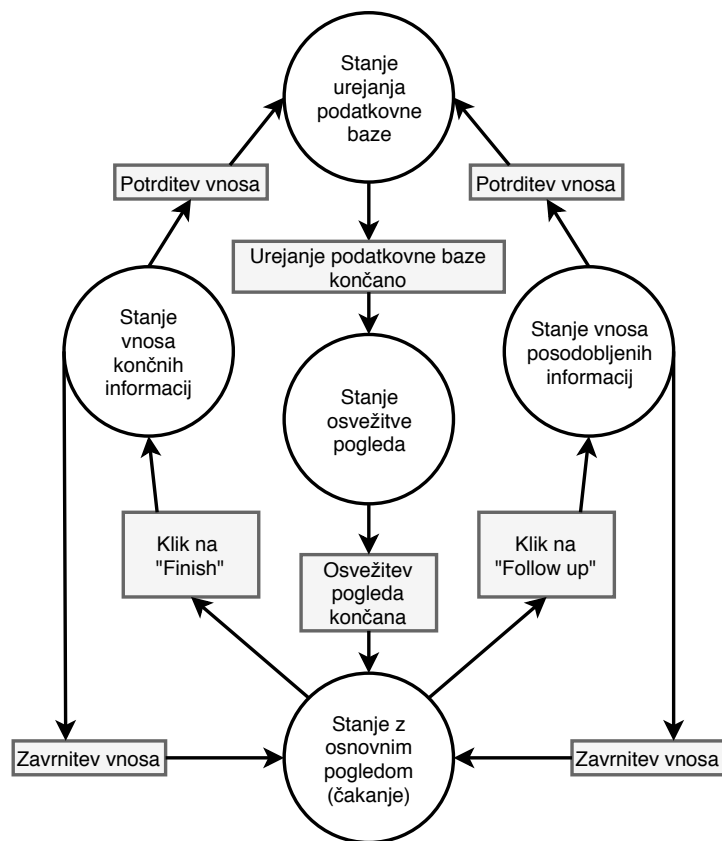 Stanje
urejanja
podatkovne
baze
Potrditev vnosa
Potrditev vnosa
Urejanje podatkovne baze
končano
Stanje
vnosa
končnih
informacij
Stanje vnosa
posodobljenih
informacij
Stanje
osvežitve
pogleda
Klik na
"Finish"
Klik na
"Follow up"
Osvežitev
pogleda
končana
Zavrnitev vnosa
Stanje z
osnovnim
pogledom
(čakanje)
Zavrnitev vnosa